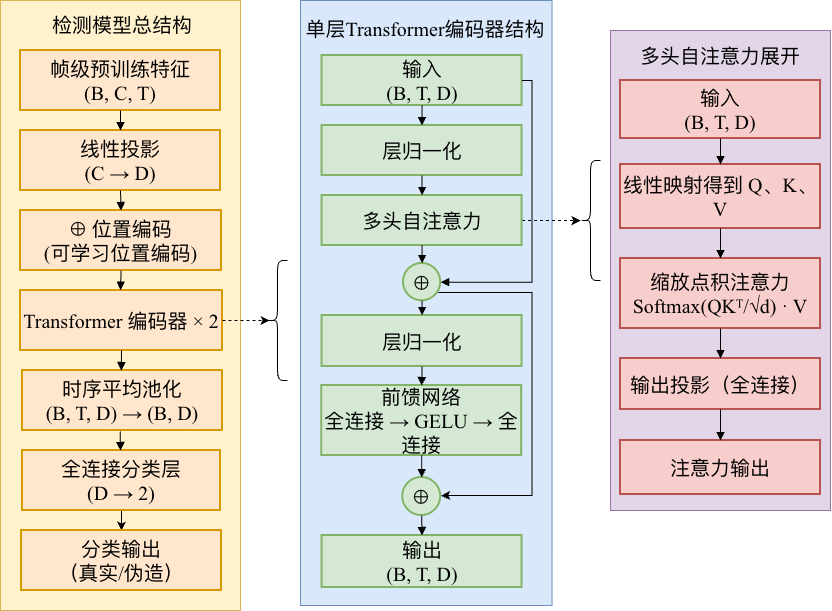 检测模型总结构
帧级预训练特征
(B, C, T)
线性投影
(C → D)
⊕ 位置编码
(可学习位置编码)
Transformer 编码器 × 2
时序平均池化
(B, T, D) → (B, D)
全连接分类层
(D → 2)
分类输出
（真实/伪造）
单层Transformer编码器结构
输入
(B, T, D)
层归一化
多头自注意力
⊕
层归一化
前馈网络
全连接 → GELU → 全
连接
⊕
输出
(B, T, D)
多头自注意力展开
输入
(B, T, D)
线性映射得到 Q、K、
V
缩放点积注意力
Softmax(QKᵀ/√d) · V
输出投影（全连接）
注意力输出